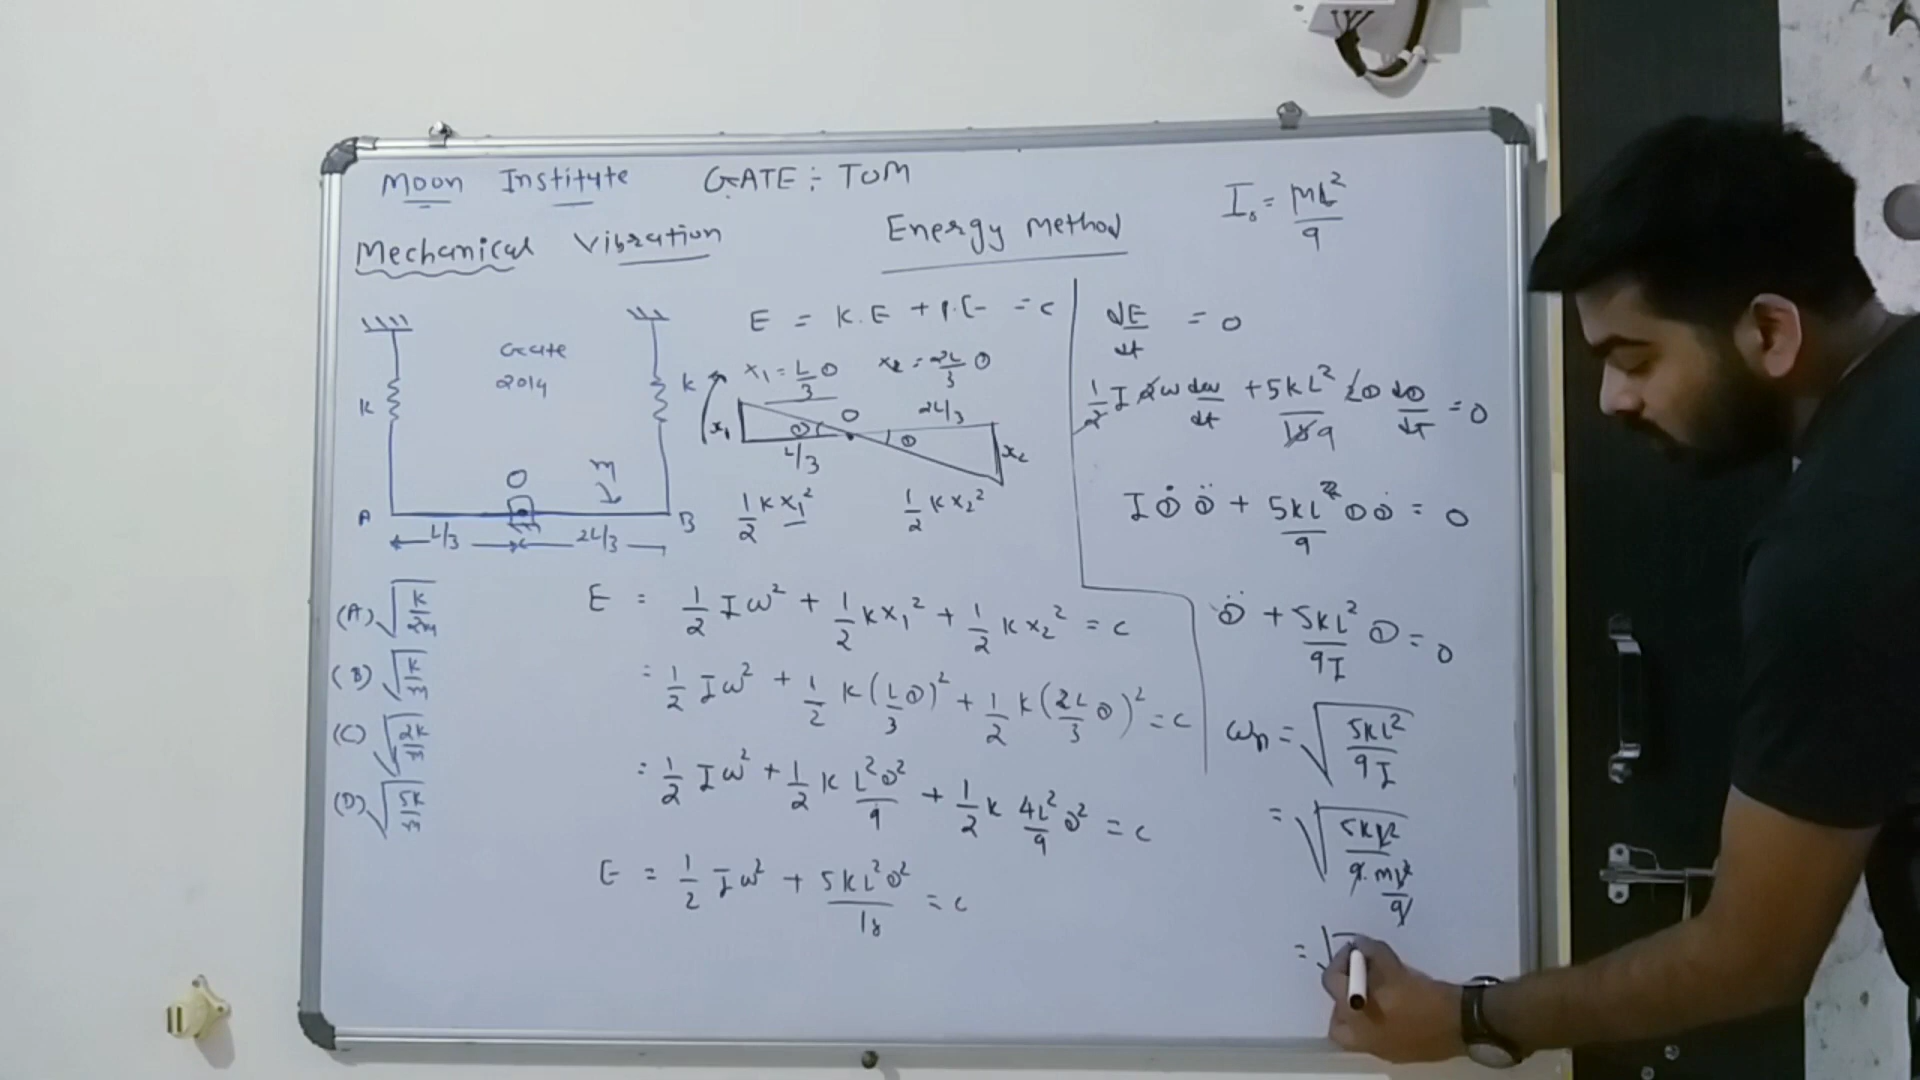 Moon Institute GATE :- TOM
Mechanical Vibration
Energy method
I₀ = ML²/9
Gate
2014
K
K
O
m
A
B
L/3
2L/3
(A) √(K/2m)
(B) √(K/m)
(C) √(2K/m)
(D) √(5K/m)
E = K.E + P.E = C
x₁ = L/3 θ x₂ = 2L/3 θ
x₁ θ O 2L/3
L/3 θ x₂
1/2 K x₁² 1/2 K x₂²
E = 1/2 I ω² + 1/2 K x₁² + 1/2 K x₂² = C
= 1/2 I ω² + 1/2 K (L/3 θ)² + 1/2 K (2L/3 θ)² = C
= 1/2 I ω² + 1/2 K L²θ²/9 + 1/2 K 4L²/9 θ² = C
E = 1/2 I ω² + 5KL²θ²/18 = C
dE/dt = 0
1/2 I 2ω dω/dt + 5KL²/18 9 2θ dθ/dt = 0
I θ̇ θ̈ + 5KL²/9 θ θ̇ = 0
θ̈ + 5KL²/9I θ = 0
ωn = √(5KL²/9I)
= √(5KL²/9·mL²/9)
= √